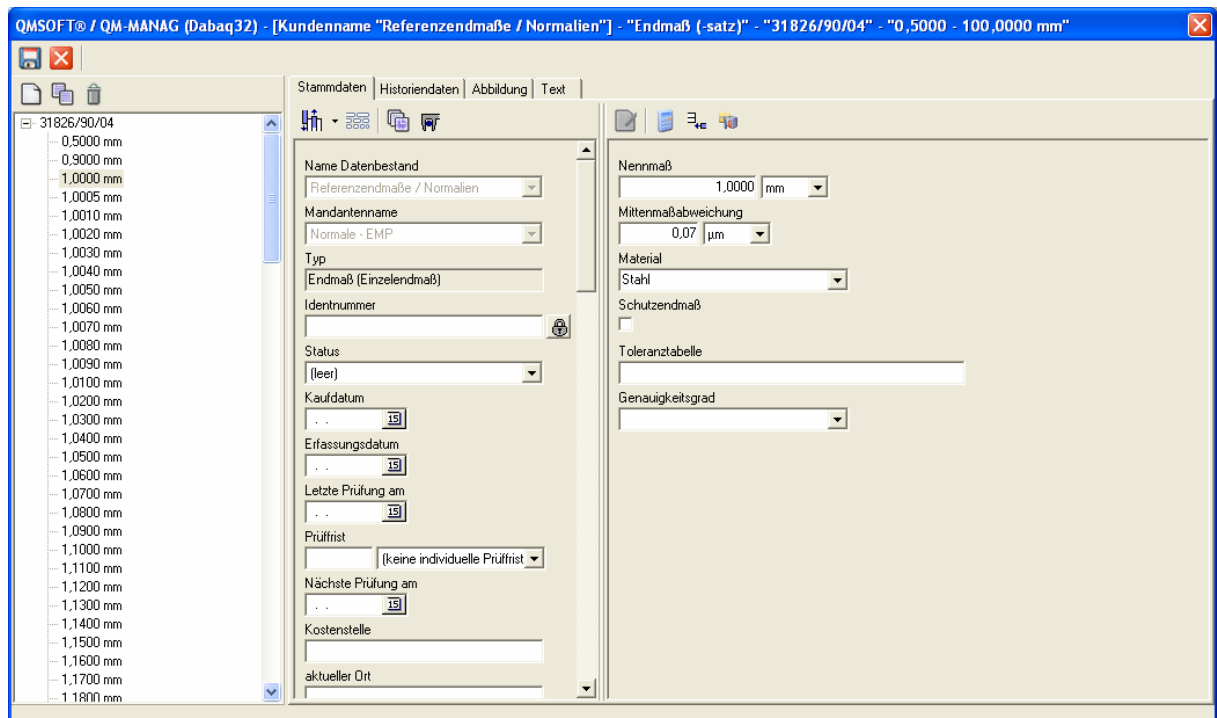 QMSOFT® / QM-MANAG (Dabaq32) - [Kundenname "Referenzendmaße / Normalien"] - "Endmaß (-satz)" - "31826/90/04" - "0,5000 - 100,0000 mm"
31826/90/04
0,5000 mm
0,9000 mm
1,0000 mm
1,0005 mm
1,0010 mm
1,0020 mm
1,0030 mm
1,0040 mm
1,0050 mm
1,0060 mm
1,0070 mm
1,0080 mm
1,0090 mm
1,0100 mm
1,0200 mm
1,0300 mm
1,0400 mm
1,0500 mm
1,0600 mm
1,0700 mm
1,0800 mm
1,0900 mm
1,1000 mm
1,1100 mm
1,1200 mm
1,1300 mm
1,1400 mm
1,1500 mm
1,1600 mm
1,1700 mm
1,1800 mm
Stammdaten Historiendaten Abbildung Text
Name Datenbestand
Referenzendmaße / Normalien
Mandantenname
Normale - EMP
Typ
Endmaß (Einzelendmaß)
Identnummer
Status
(leer)
Kaufdatum
. . 15
Erfassungsdatum
. . 15
Letzte Prüfung am
. . 15
Prüffrist
(keine individuelle Prüffrist
Nächste Prüfung am
. . 15
Kostenstelle
aktueller Ort
Nennmaß
1,0000 mm
Mittenmaßabweichung
0,07 µm
Material
Stahl
Schutzendmaß
Toleranztabelle
Genauigkeitsgrad